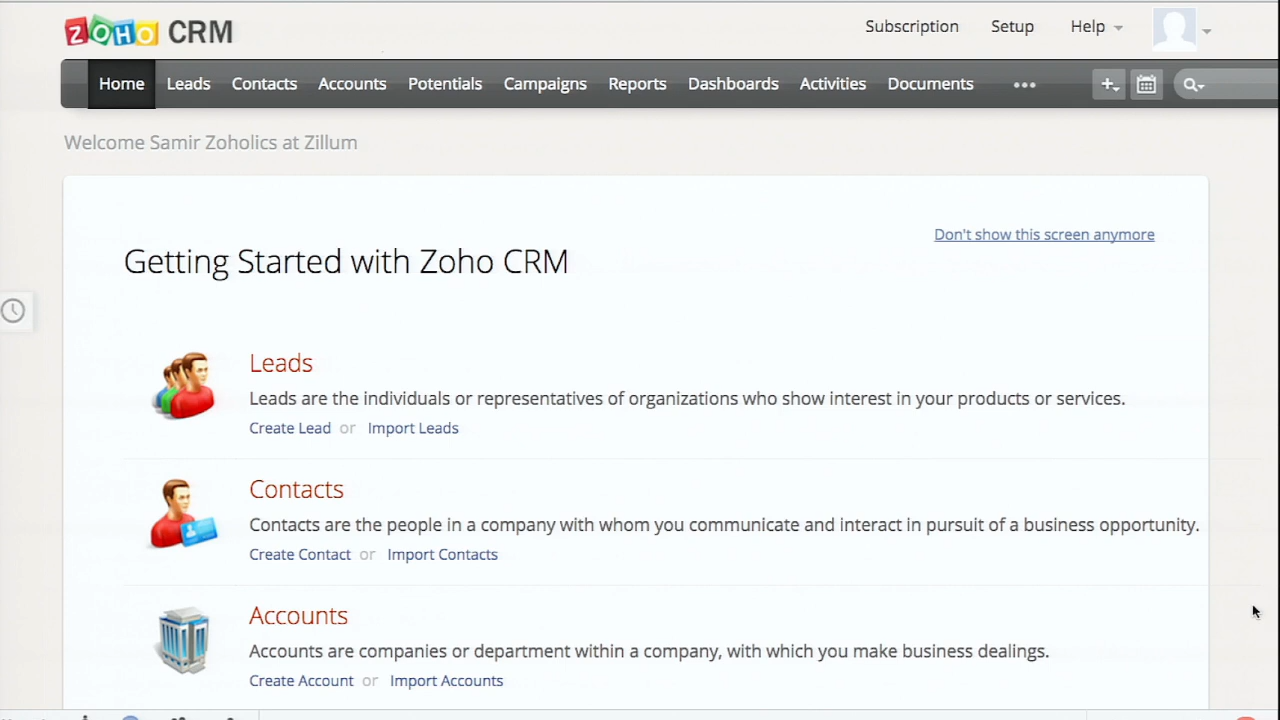 ZOHO CRM
Subscription Setup Help
Home Leads Contacts Accounts Potentials Campaigns Reports Dashboards Activities Documents •••
Welcome Samir Zoholics at Zillum
Don't show this screen anymore
Getting Started with Zoho CRM
Leads
Leads are the individuals or representatives of organizations who show interest in your products or services.
Create Lead or Import Leads
Contacts
Contacts are the people in a company with whom you communicate and interact in pursuit of a business opportunity.
Create Contact or Import Contacts
Accounts
Accounts are companies or department within a company, with which you make business dealings.
Create Account or Import Accounts